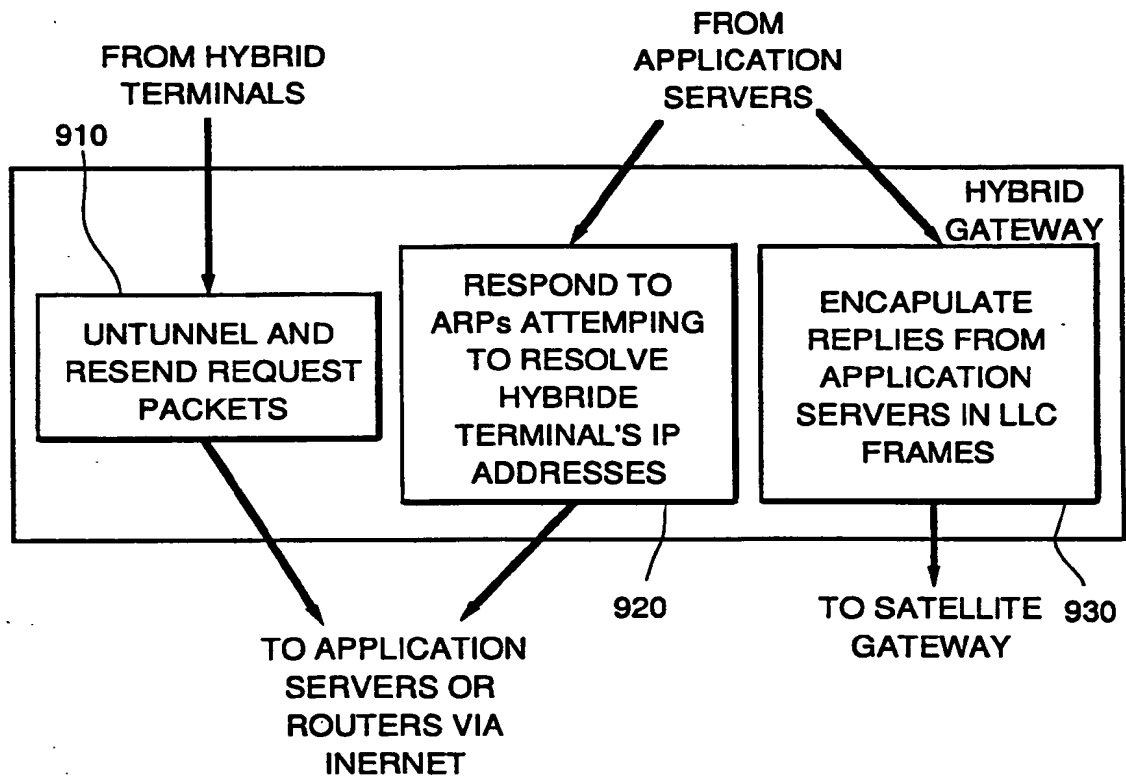 FROM HYBRID
TERMINALS
FROM
APPLICATION
SERVERS
910
HYBRID
GATEWAY
UNTUNNEL AND
RESEND REQUEST
PACKETS
RESPOND TO
ARPs ATTEMPING
TO RESOLVE
HYBRIDE
TERMINAL'S IP
ADDRESSES
ENCAPULATE
REPLIES FROM
APPLICATION
SERVERS IN LLC
FRAMES
920
930
TO APPLICATION
SERVERS OR
ROUTERS VIA
INERNET
TO SATELLITE
GATEWAY